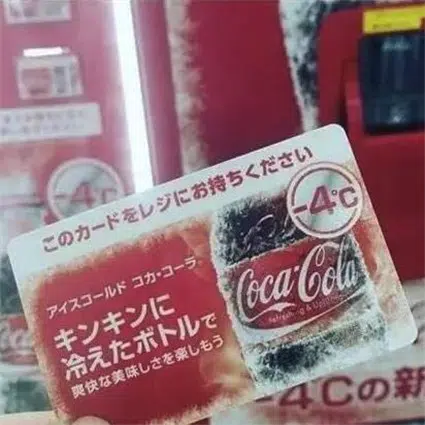 このカードをレジにお持ちください
-4℃
アイスコールド コカ・コーラ
キンキンに
冷えたボトルで
爽快な美味しさを楽しもう
Coca-Cola
Refreshing & Uplifting
-4℃
-4℃の新